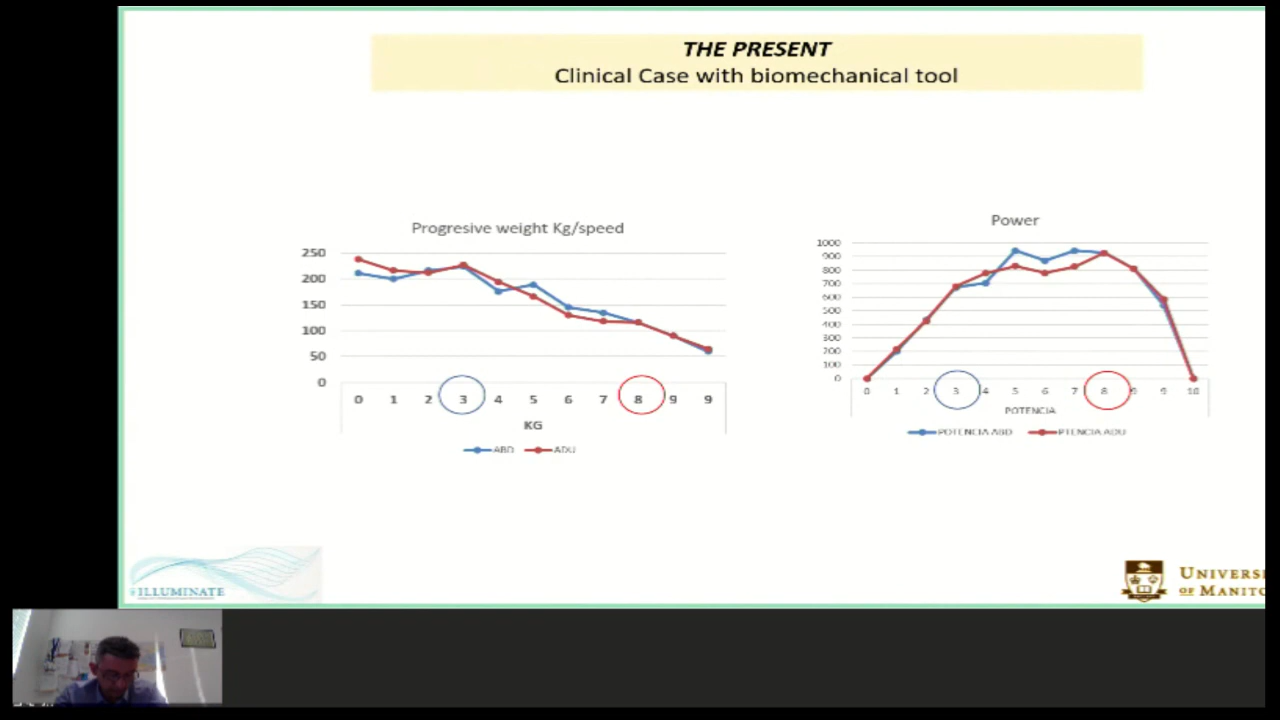 THE PRESENT
Clinical Case with biomechanical tool
Progresive weight Kg/speed
250
200
150
100
50
0
0 1 2 3 4 5 6 7 8 9 9
KG
ABD ADU
Power
1000
900
800
700
600
500
400
300
200
100
0
0 1 2 3 4 5 6 7 8 9 9 10
POTENCIA
POTENCIA ABD PTENCIA ADU
ILLUMINATE
UNIVERSI
OF MANITO